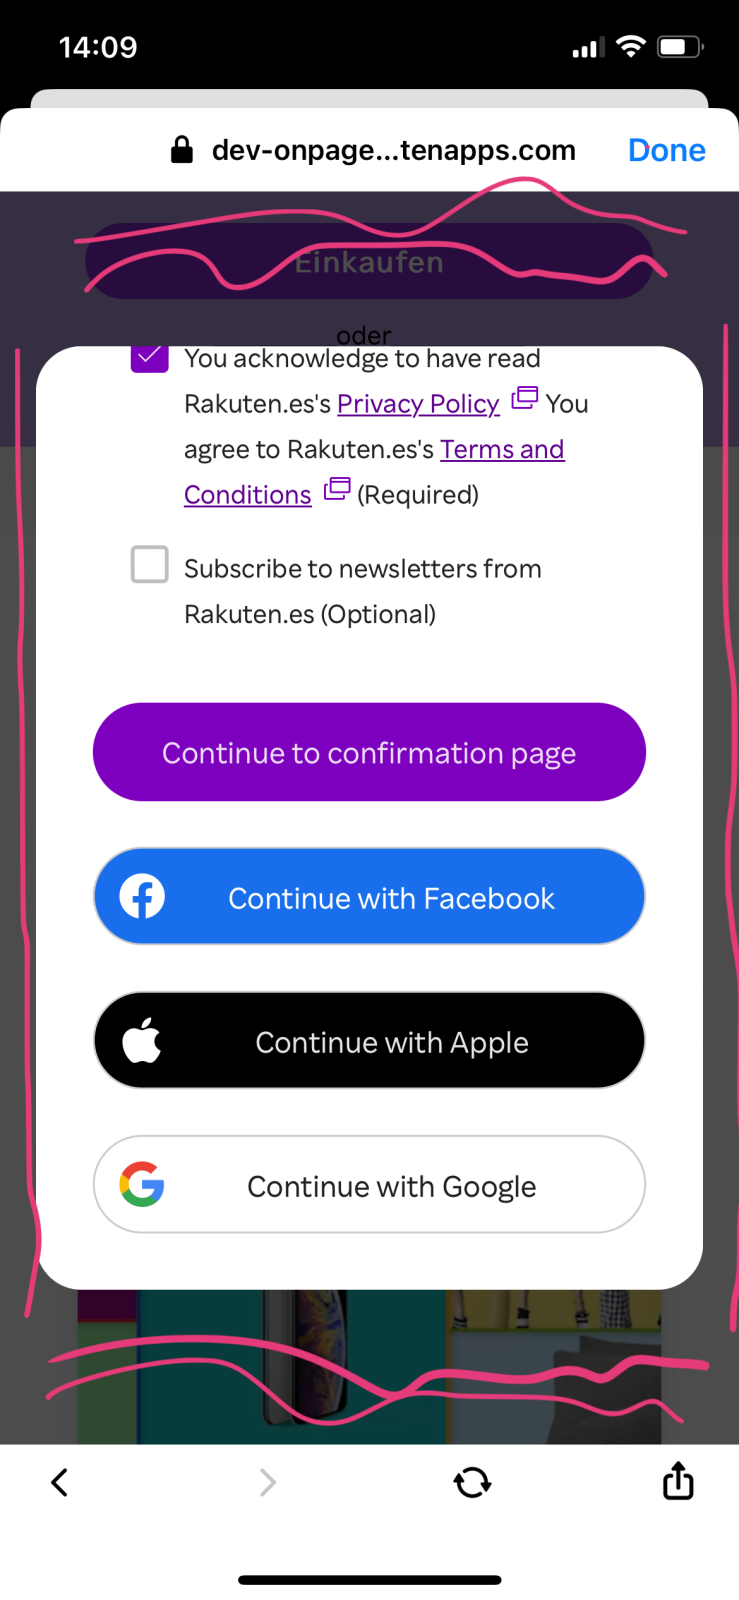 14:09
dev-onpage...tenapps.com
Done
Einkaufen
oder
You acknowledge to have read
Rakuten.es's Privacy Policy You
agree to Rakuten.es's Terms and
Conditions (Required)
Subscribe to newsletters from
Rakuten.es (Optional)
Continue to confirmation page
Continue with Facebook
Continue with Apple
Continue with Google